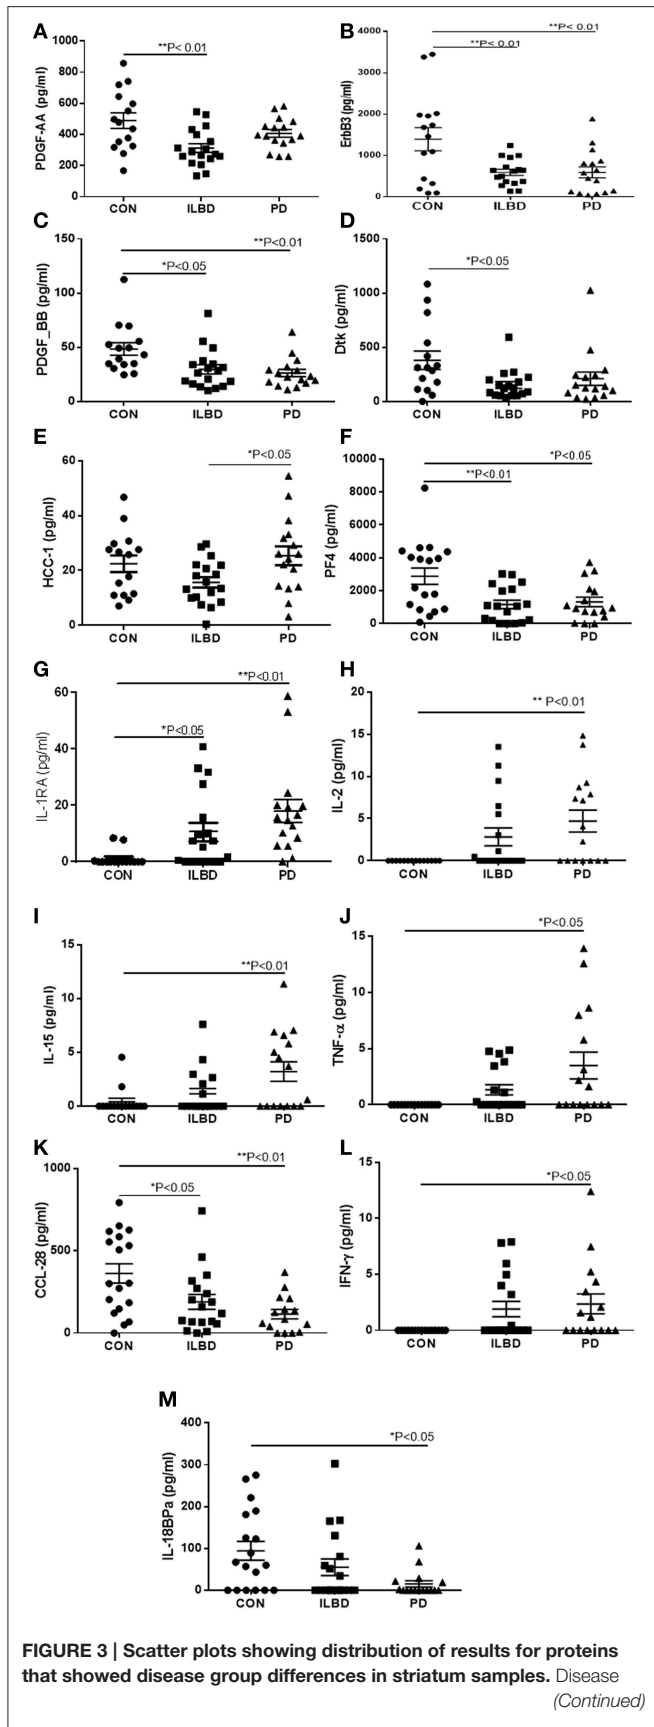 A
1000
800
600
400
200
0
PDGF-AA (pg/ml)
**P< 0.01
CON ILBD PD
B
4000
3000
2000
1000
0
ErbB3 (pg/ml)
**P< 0.01
**P< 0.01
CON ILBD PD
C
150
100
50
0
PDGF_BB (pg/ml)
**P<0.01
*P<0.05
CON ILBD PD
D
1500
1000
500
0
Dtk (pg/ml)
*P<0.05
CON ILBD PD
E
60
40
20
0
HCC-1 (pg/ml)
*P<0.05
CON ILBD PD
F
10000
8000
6000
4000
2000
0
PF4 (pg/ml)
*P<0.05
**P<0.01
CON ILBD PD
G
60
40
20
0
IL-1RA (pg/ml)
**P<0.01
*P<0.05
CON ILBD PD
H
20
15
10
5
0
IL-2 (pg/ml)
** P<0.01
CON ILBD PD
I
15
10
5
0
IL-15 (pg/ml)
**P<0.01
CON ILBD PD
J
15
10
5
0
TNF-α (pg/ml)
*P<0.05
CON ILBD PD
K
1000
500
0
CCL-28 (pg/ml)
**P<0.01
*P<0.05
CON ILBD PD
L
15
10
5
0
IFN-γ (pg/ml)
*P<0.05
CON ILBD PD
M
400
300
200
100
0
IL-18BPa (pg/ml)
*P<0.05
CON ILBD PD
FIGURE 3 | Scatter plots showing distribution of results for proteins
that showed disease group differences in striatum samples. Disease
(Continued)